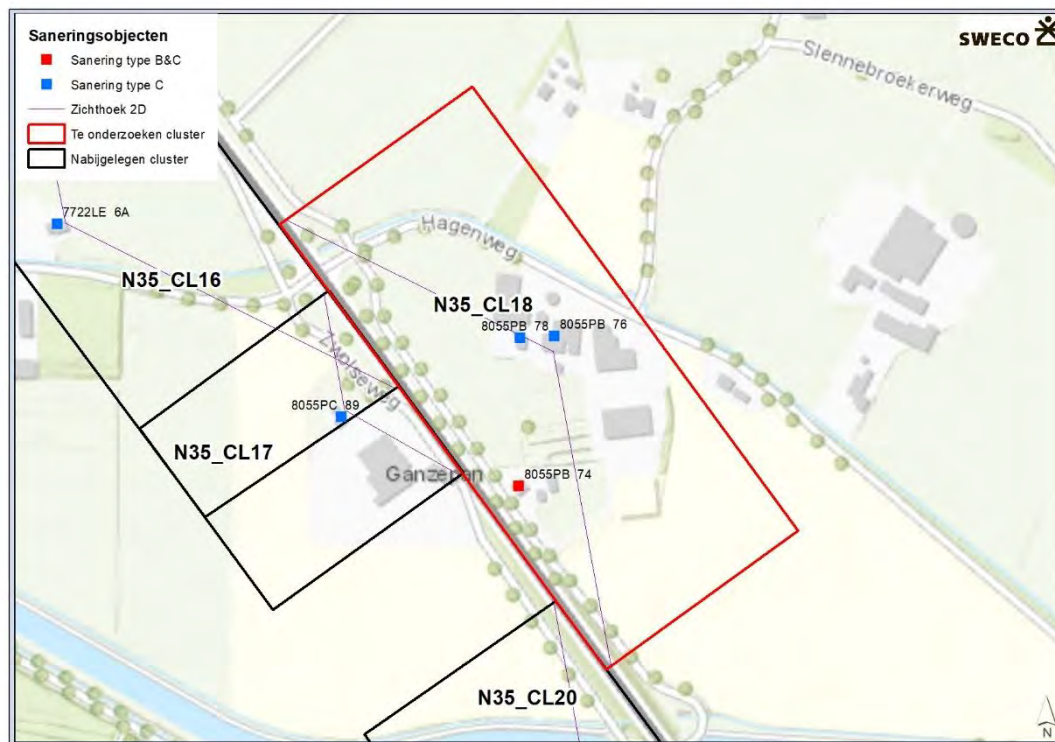 Saneringsobjecten
Sanering type B&C
Sanering type C
Zichthoek 2D
Te onderzoeken cluster
Nabijgelegen cluster
SWECO
Slennebroekerweg
7722LE 6A
Hagenweg
N35_CL16
N35_CL18
8055PB 78
8055PB 76
Zwolseweg
8055PC 89
N35_CL17
Ganzepan
8055PB 74
N35_CL20
N